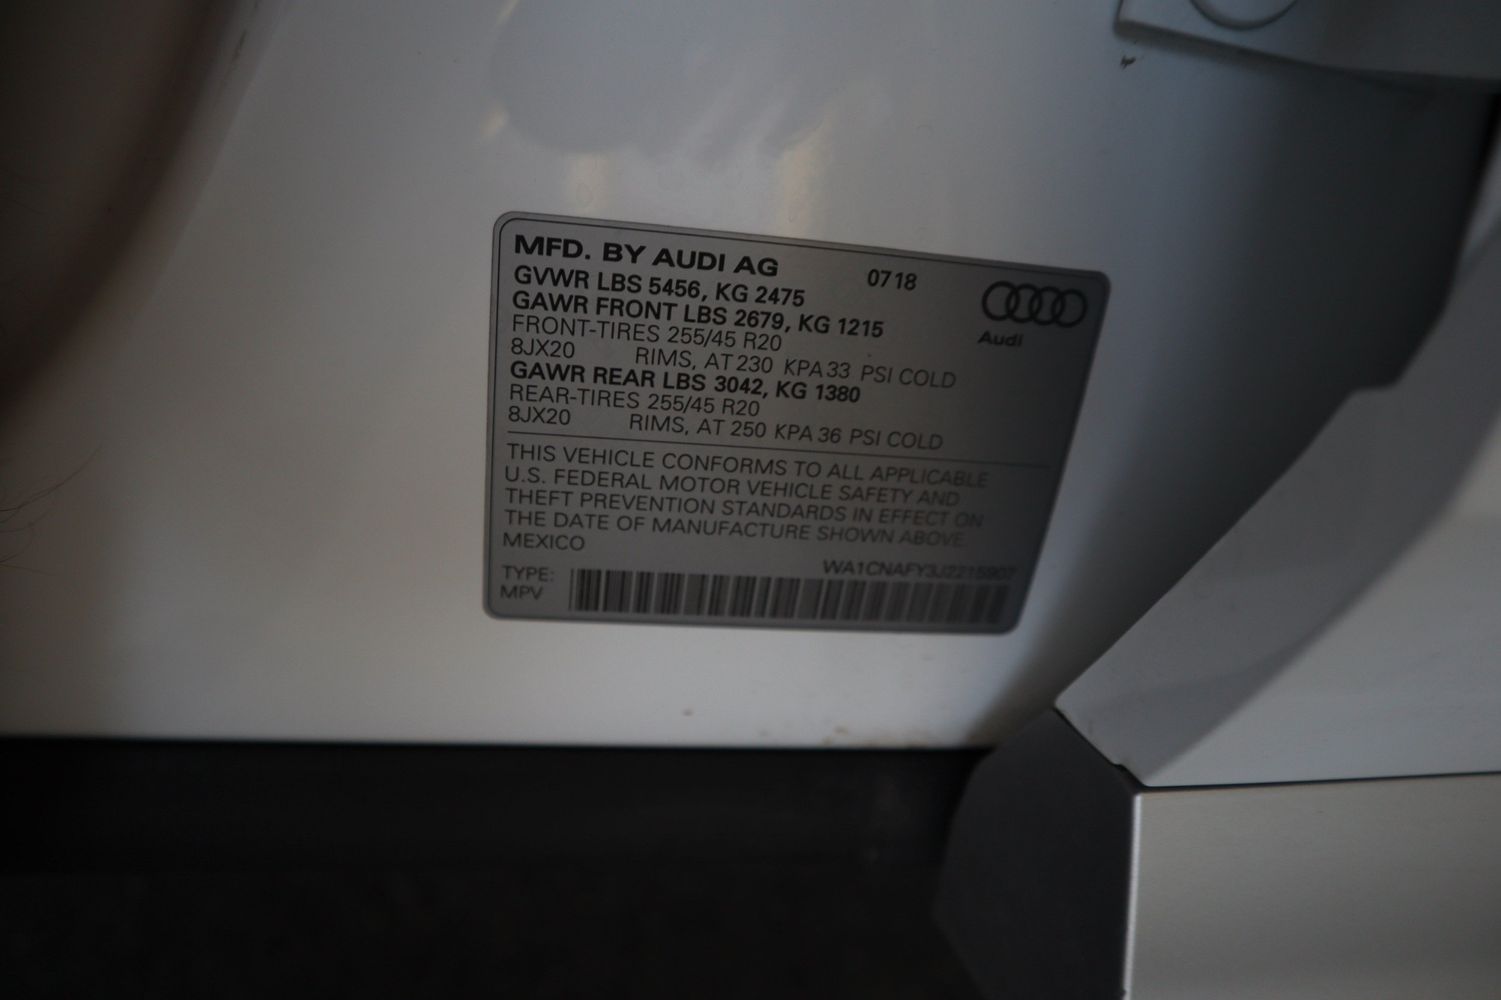 MFD. BY AUDI AG 0718
GVWR LBS 5456, KG 2475
GAWR FRONT LBS 2679, KG 1215
Audi
FRONT-TIRES 255/45 R20
8JX20 RIMS, AT 230 KPA 33 PSI COLD
GAWR REAR LBS 3042, KG 1380
REAR-TIRES 255/45 R20
8JX20 RIMS, AT 250 KPA 36 PSI COLD
THIS VEHICLE CONFORMS TO ALL APPLICABLE
U.S. FEDERAL MOTOR VEHICLE SAFETY AND
THEFT PREVENTION STANDARDS IN EFFECT ON
THE DATE OF MANUFACTURE SHOWN ABOVE.
MEXICO
WA1CNAFY3J2215907
TYPE:
MPV